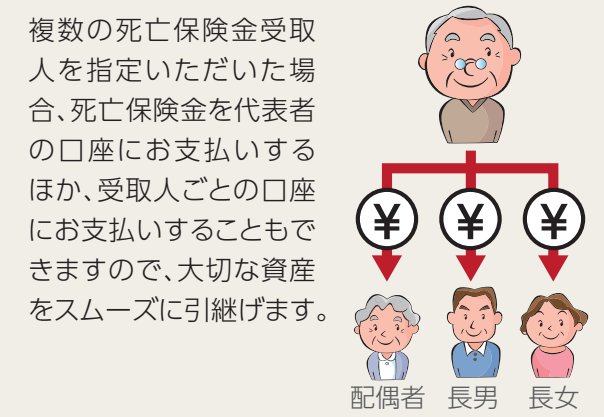 複数の死亡保険金受取
人を指定いただいた場
合、死亡保険金を代表者
の口座にお支払いする
ほか、受取人ごとの口座
にお支払いすることもで
きますので、大切な資産
をスムーズに引継げます。
¥ ¥ ¥
配偶者 長男 長女